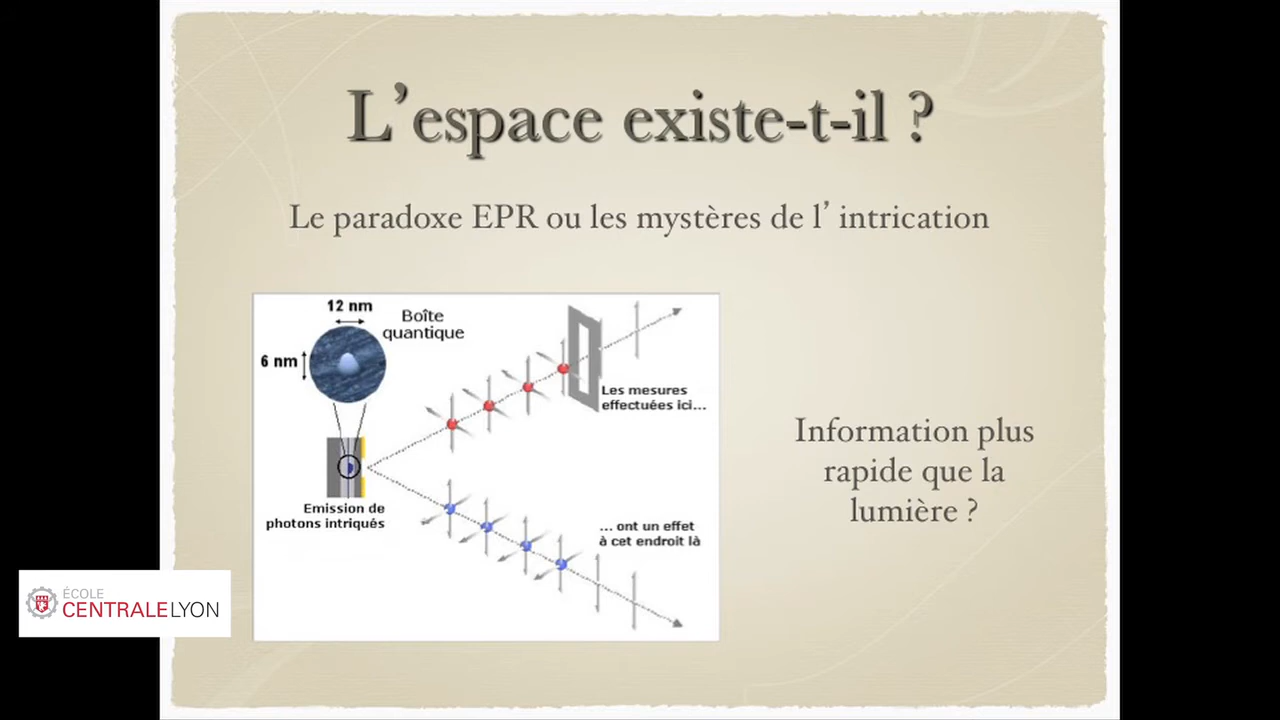 L’espace existe-t-il ?
Le paradoxe EPR ou les mystères de l’ intrication
12 nm
Boîte
quantique
6 nm
Les mesures
effectuées ici...
Emission de
photons intriqués
... ont un effet
à cet endroit là
Information plus
rapide que la
lumière ?
ÉCOLE
CENTRALELYON